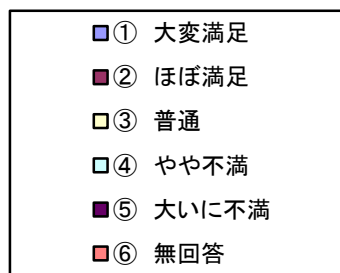 ① 大変満足
② ほぼ満足
③ 普通
④ やや不満
⑤ 大いに不満
⑥ 無回答